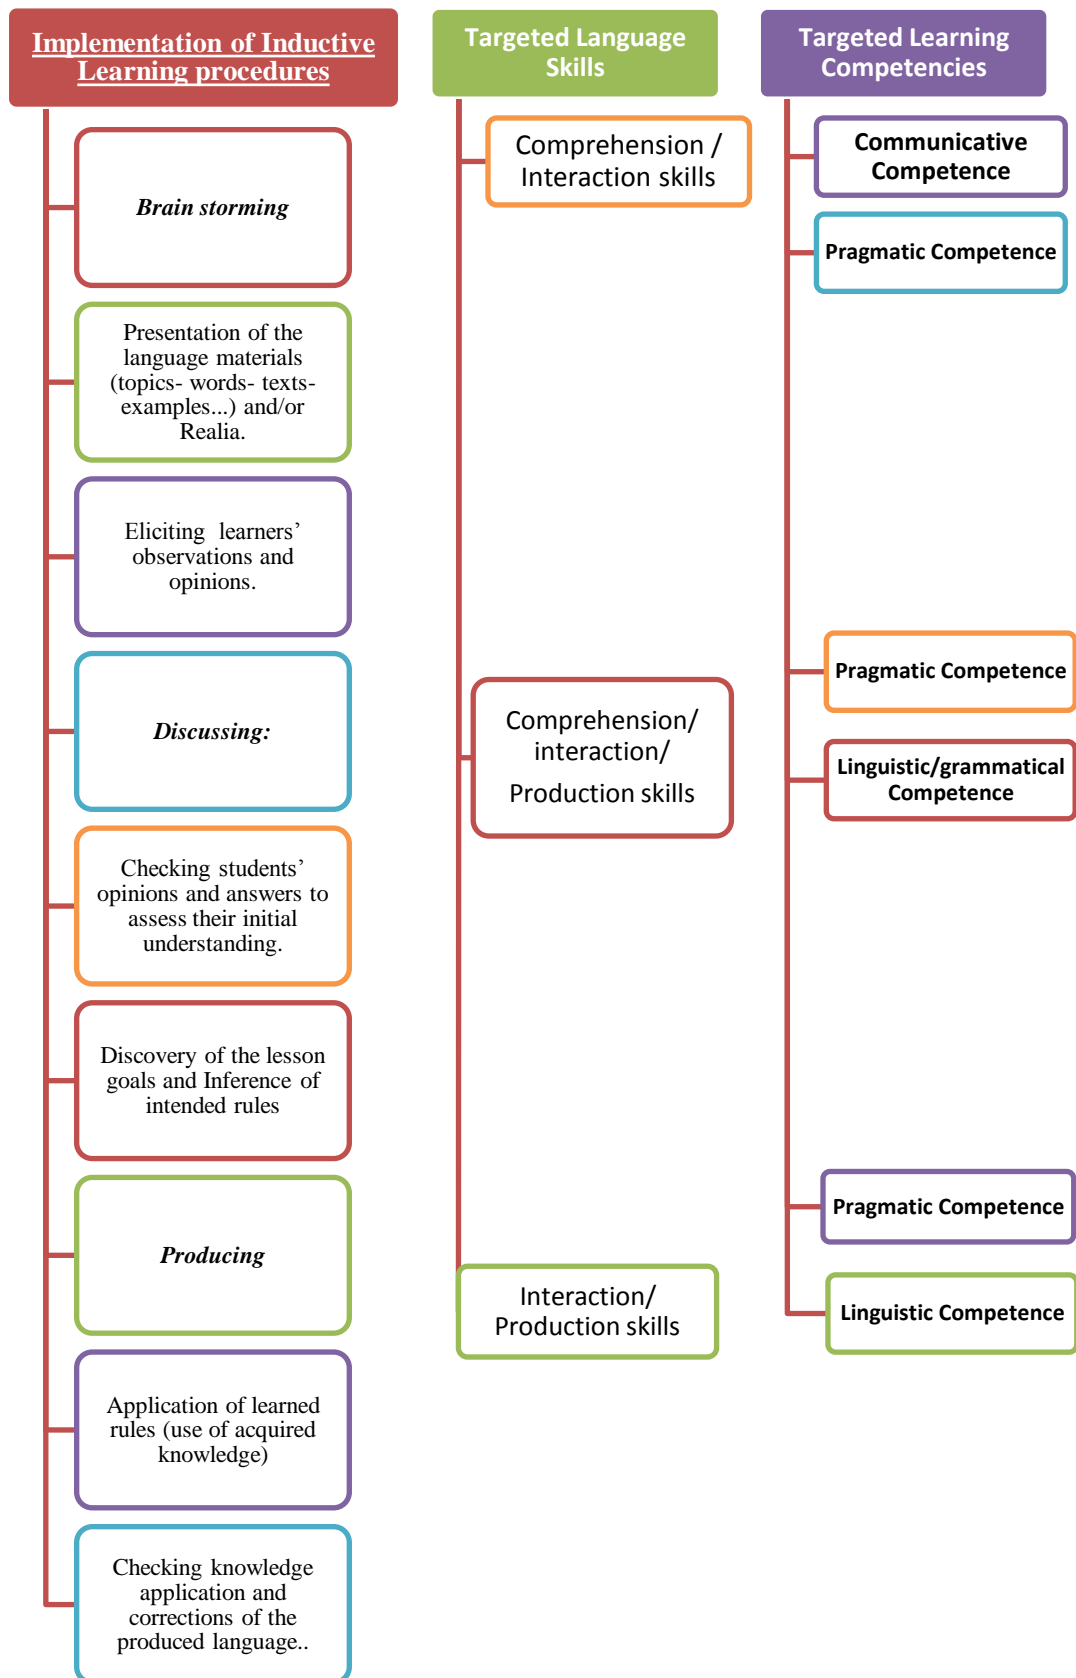 Implementation of Inductive
Learning procedures
Brain storming
Presentation of the
language materials
(topics- words- texts-
examples...) and/or
Realia.
Eliciting learners’
observations and
opinions.
Discussing:
Checking students’
opinions and answers to
assess their initial
understanding.
Discovery of the lesson
goals and Inference of
intended rules
Producing
Application of learned
rules (use of acquired
knowledge)
Checking knowledge
application and
corrections of the
produced language..
Targeted Language
Skills
Comprehension /
Interaction skills
Comprehension/
interaction/
Production skills
Interaction/
Production skills
Targeted Learning
Competencies
Communicative
Competence
Pragmatic Competence
Pragmatic Competence
Linguistic/grammatical
Competence
Pragmatic Competence
Linguistic Competence